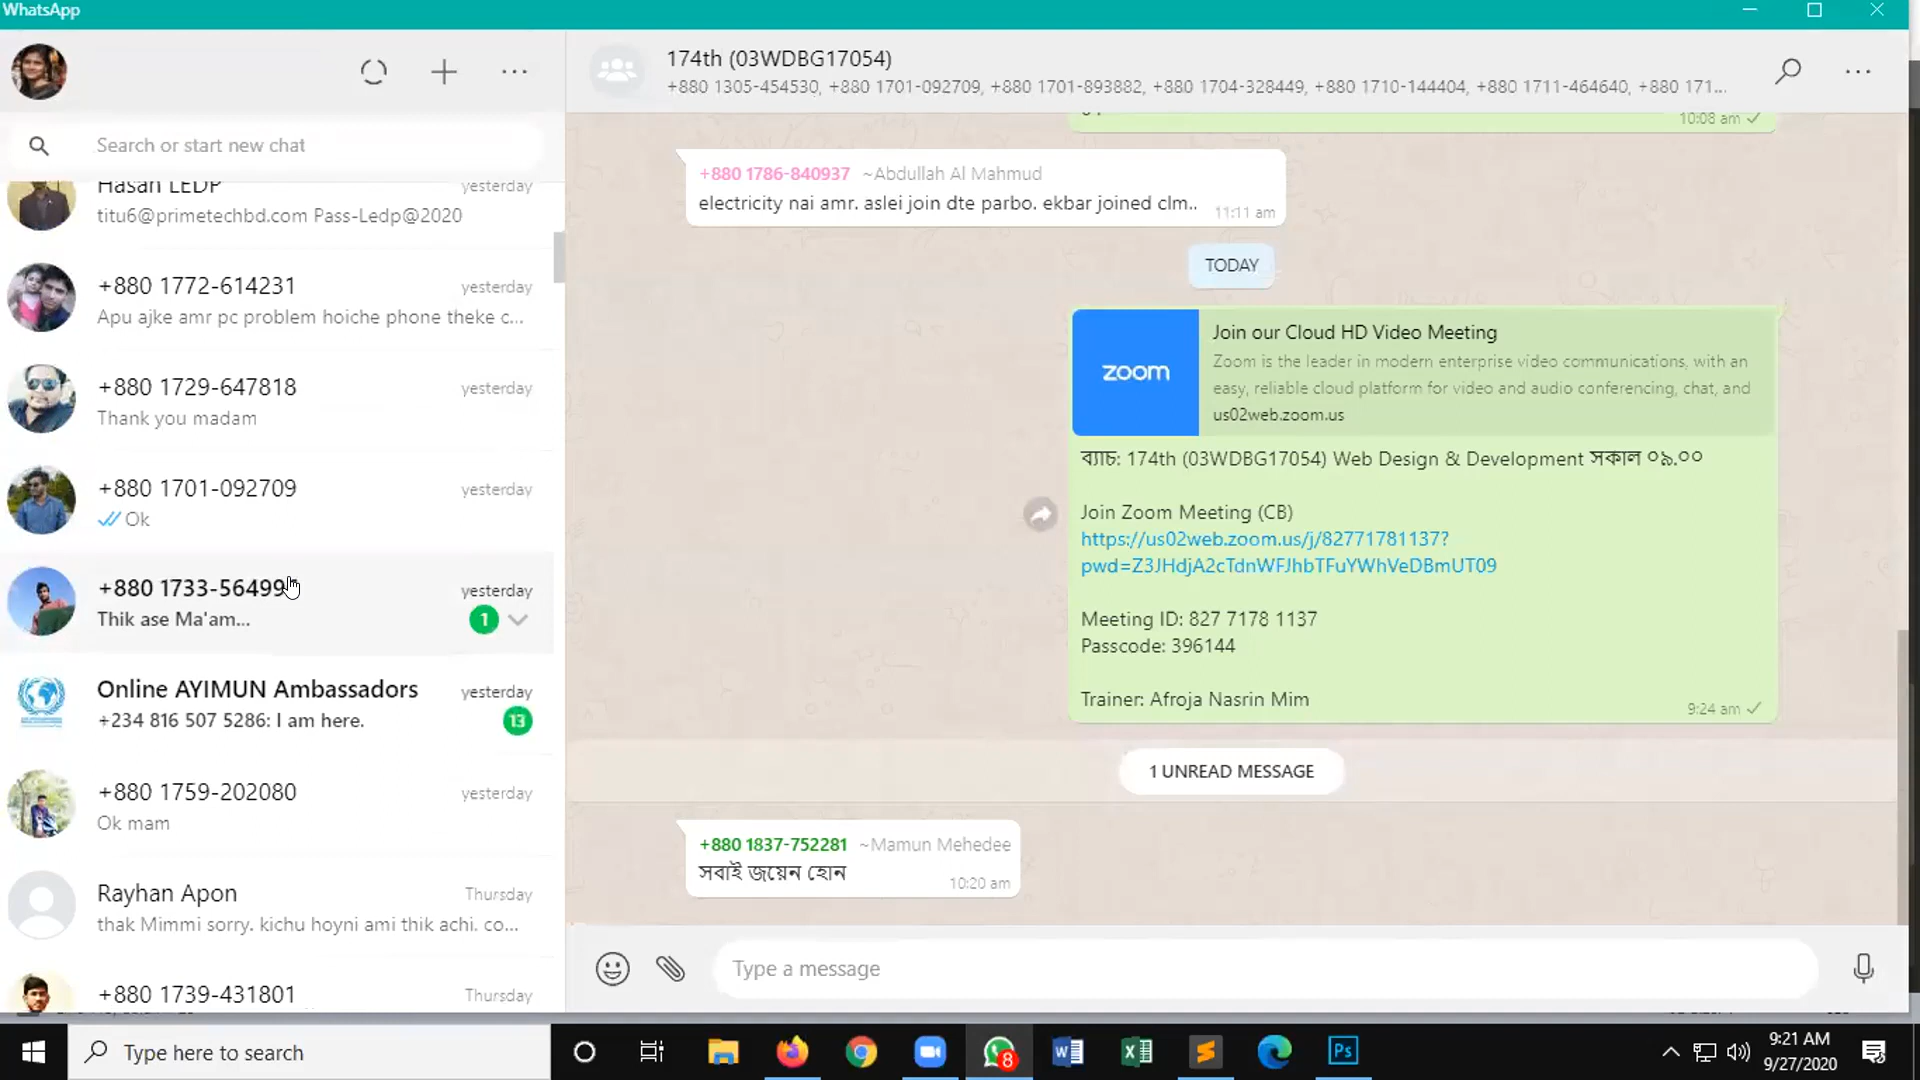 WhatsApp
Search or start new chat
Hasan LEDP
yesterday
titu6@primetechbd.com Pass-Ledp@2020
+880 1772-614231
yesterday
Apu ajke amr pc problem hoiche phone theke c...
+880 1729-647818
yesterday
Thank you madam
+880 1701-092709
yesterday
Ok
+880 1733-56499
yesterday
Thik ase Ma'am...
1
Online AYIMUN Ambassadors
yesterday
+234 816 507 5286: I am here.
13
+880 1759-202080
yesterday
Ok mam
Rayhan Apon
Thursday
thak Mimmi sorry. kichu hoyni ami thik achi. co...
+880 1739-431801
Thursday
174th (03WDBG17054)
+880 1305-454530, +880 1701-092709, +880 1701-893882, +880 1704-328449, +880 1710-144404, +880 1711-464640, +880 171...
10:08 am
+880 1786-840937 ~Abdullah Al Mahmud
electricity nai amr. aslei join dte parbo. ekbar joined clm..
11:11 am
TODAY
zoom
Join our Cloud HD Video Meeting
Zoom is the leader in modern enterprise video communications, with an
easy, reliable cloud platform for video and audio conferencing, chat, and
us02web.zoom.us
ব্যাচ: 174th (03WDBG17054) Web Design & Development সকাল ০৯.০০
Join Zoom Meeting (CB)
https://us02web.zoom.us/j/82771781137?
pwd=Z3JHdjA2cTdnWFJhbTFuYWhVeDBmUT09
Meeting ID: 827 7178 1137
Passcode: 396144
Trainer: Afroja Nasrin Mim
9:24 am
1 UNREAD MESSAGE
+880 1837-752281 ~Mamun Mehedee
সবাই জয়েন হোন
10:20 am
Type a message
Type here to search
8
Ps
9:21 AM
9/27/2020